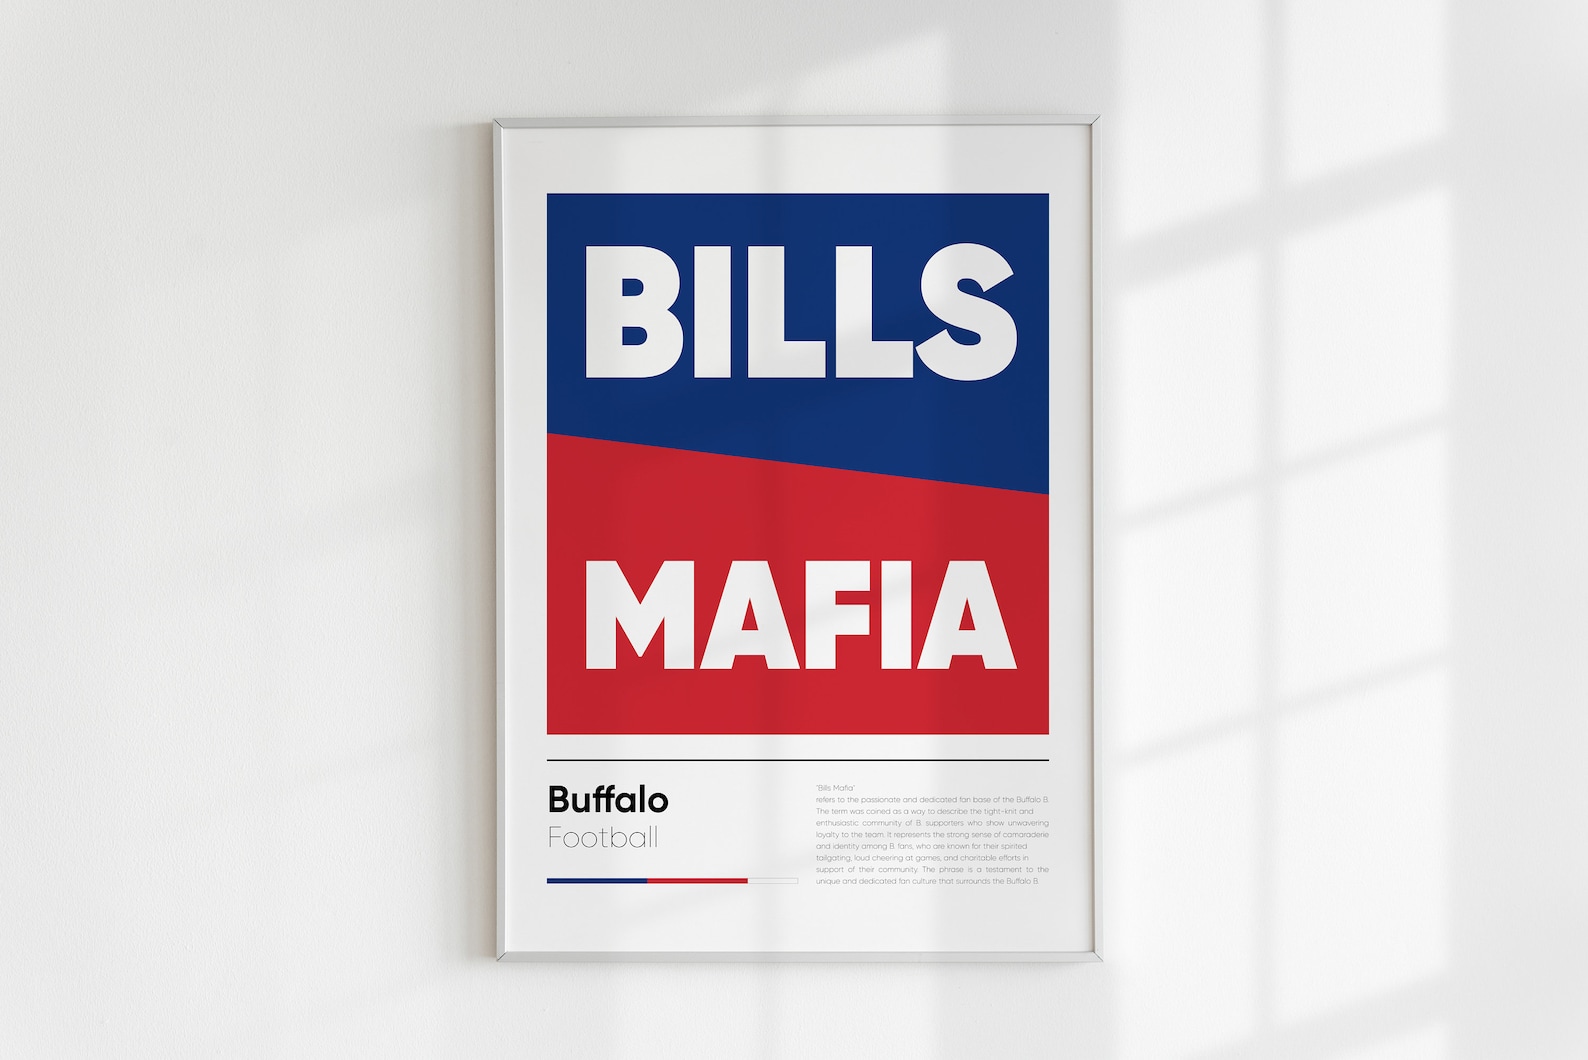 BILLS
MAFIA
Buffalo
Football
"Bills Mafia"
refers to the passionate and dedicated fan base of the Buffalo B.
The term was coined as a way to describe the tight-knit and
enthusiastic community of B. supporters who show unwavering
loyalty to the team. It represents the strong sense of camaraderie
and identity among B. fans, who are known for their spirited
tailgating, loud cheering at games, and charitable efforts in
support of their community. The phrase is a testament to the
unique and dedicated fan culture that surrounds the Buffalo B.